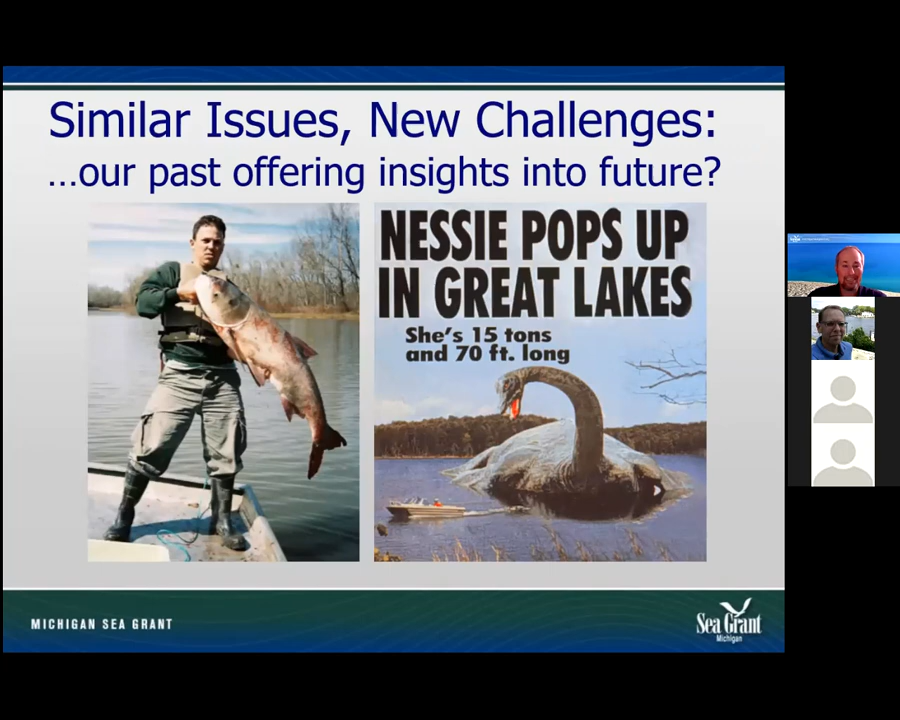 Similar Issues, New Challenges:
...our past offering insights into future?
NESSIE POPS UP
IN GREAT LAKES
She's 15 tons
and 70 ft. long
MICHIGAN SEA GRANT
Sea Grant
Michigan